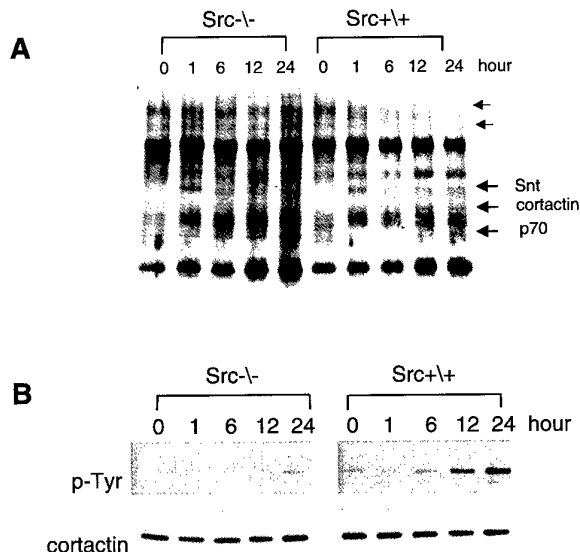 Src-\- Src+\+
A
0 1 6 12 24 0 1 6 12 24 hour
Snt
cortactin
p70
Src-\- Src+\+
B
0 1 6 12 24 0 1 6 12 24 hour
p-Tyr
cortactin